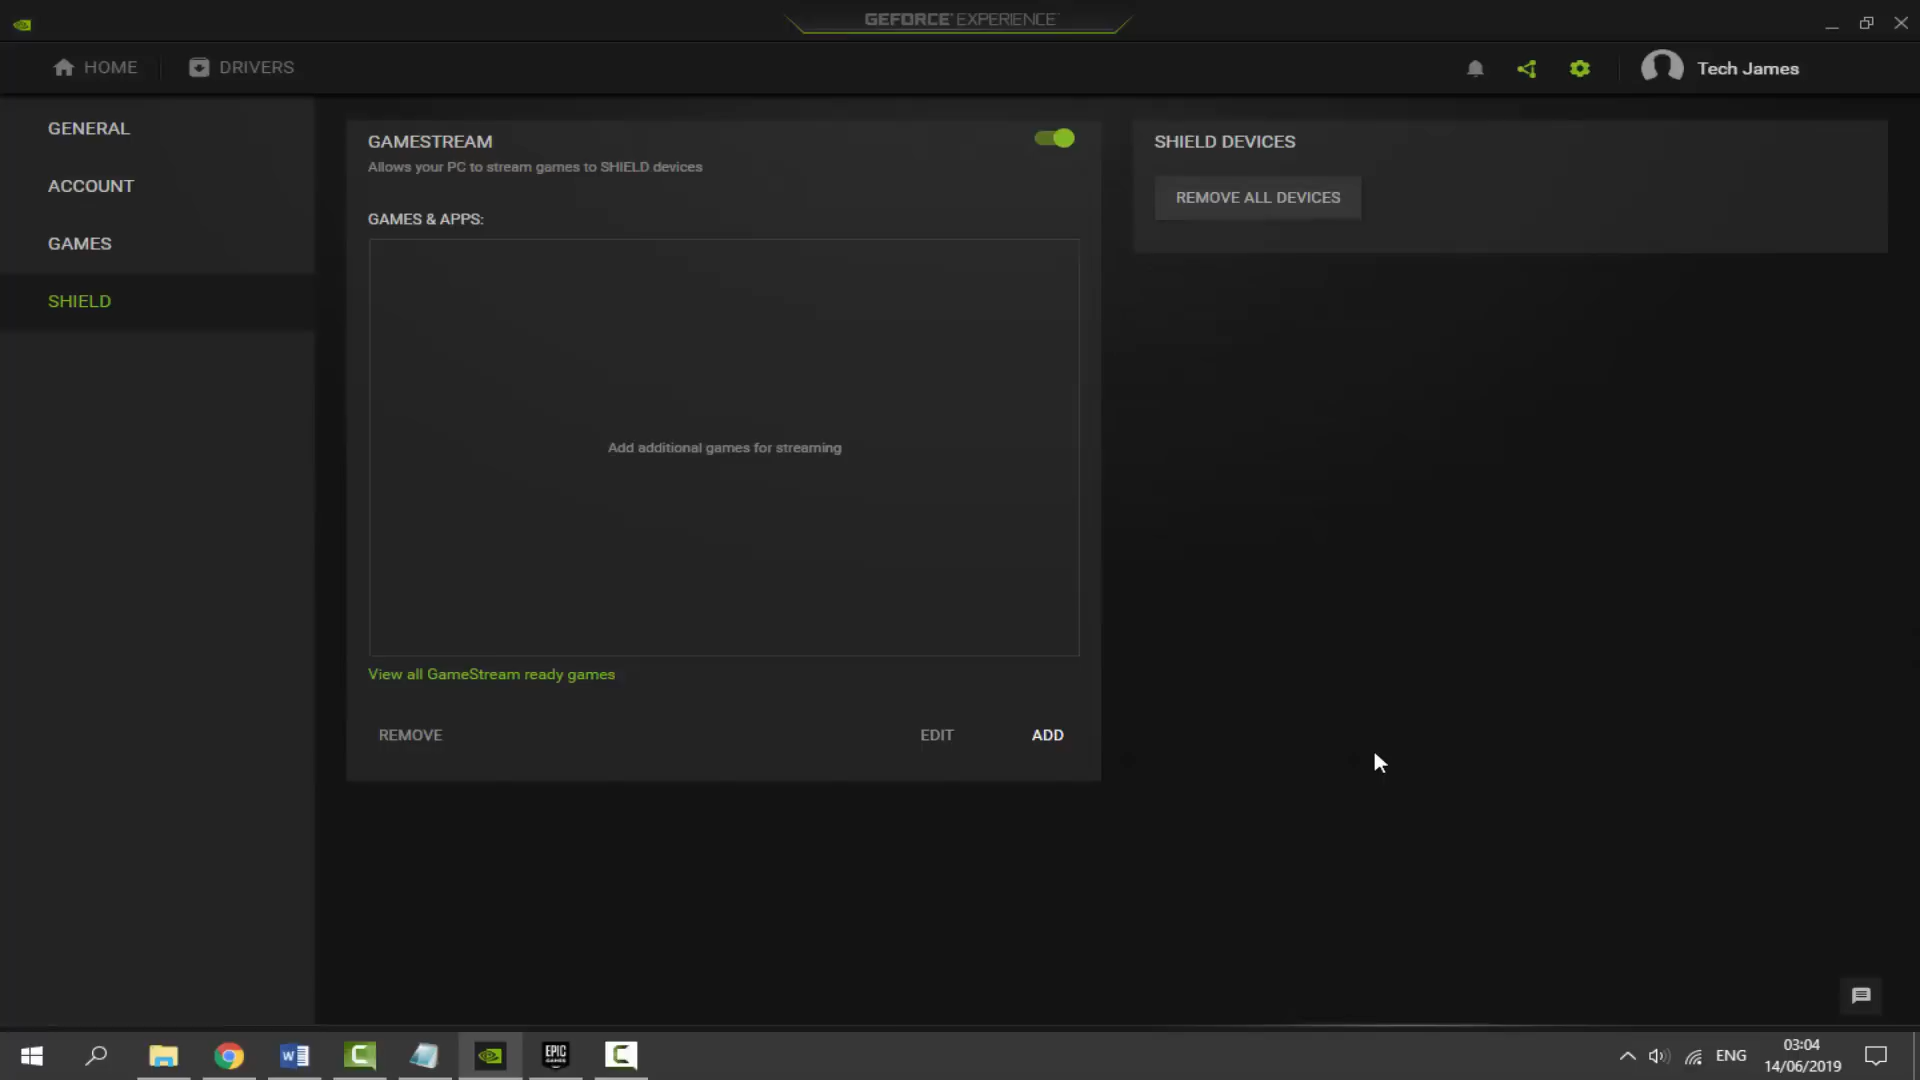 GEFORCE EXPERIENCE
HOME
DRIVERS
Tech James
GENERAL
ACCOUNT
GAMES
SHIELD
GAMESTREAM
Allows your PC to stream games to SHIELD devices
GAMES & APPS:
Add additional games for streaming
View all GameStream ready games
REMOVE
EDIT
ADD
SHIELD DEVICES
REMOVE ALL DEVICES
W
EPIC
GAMES
ENG
03:04
14/06/2019